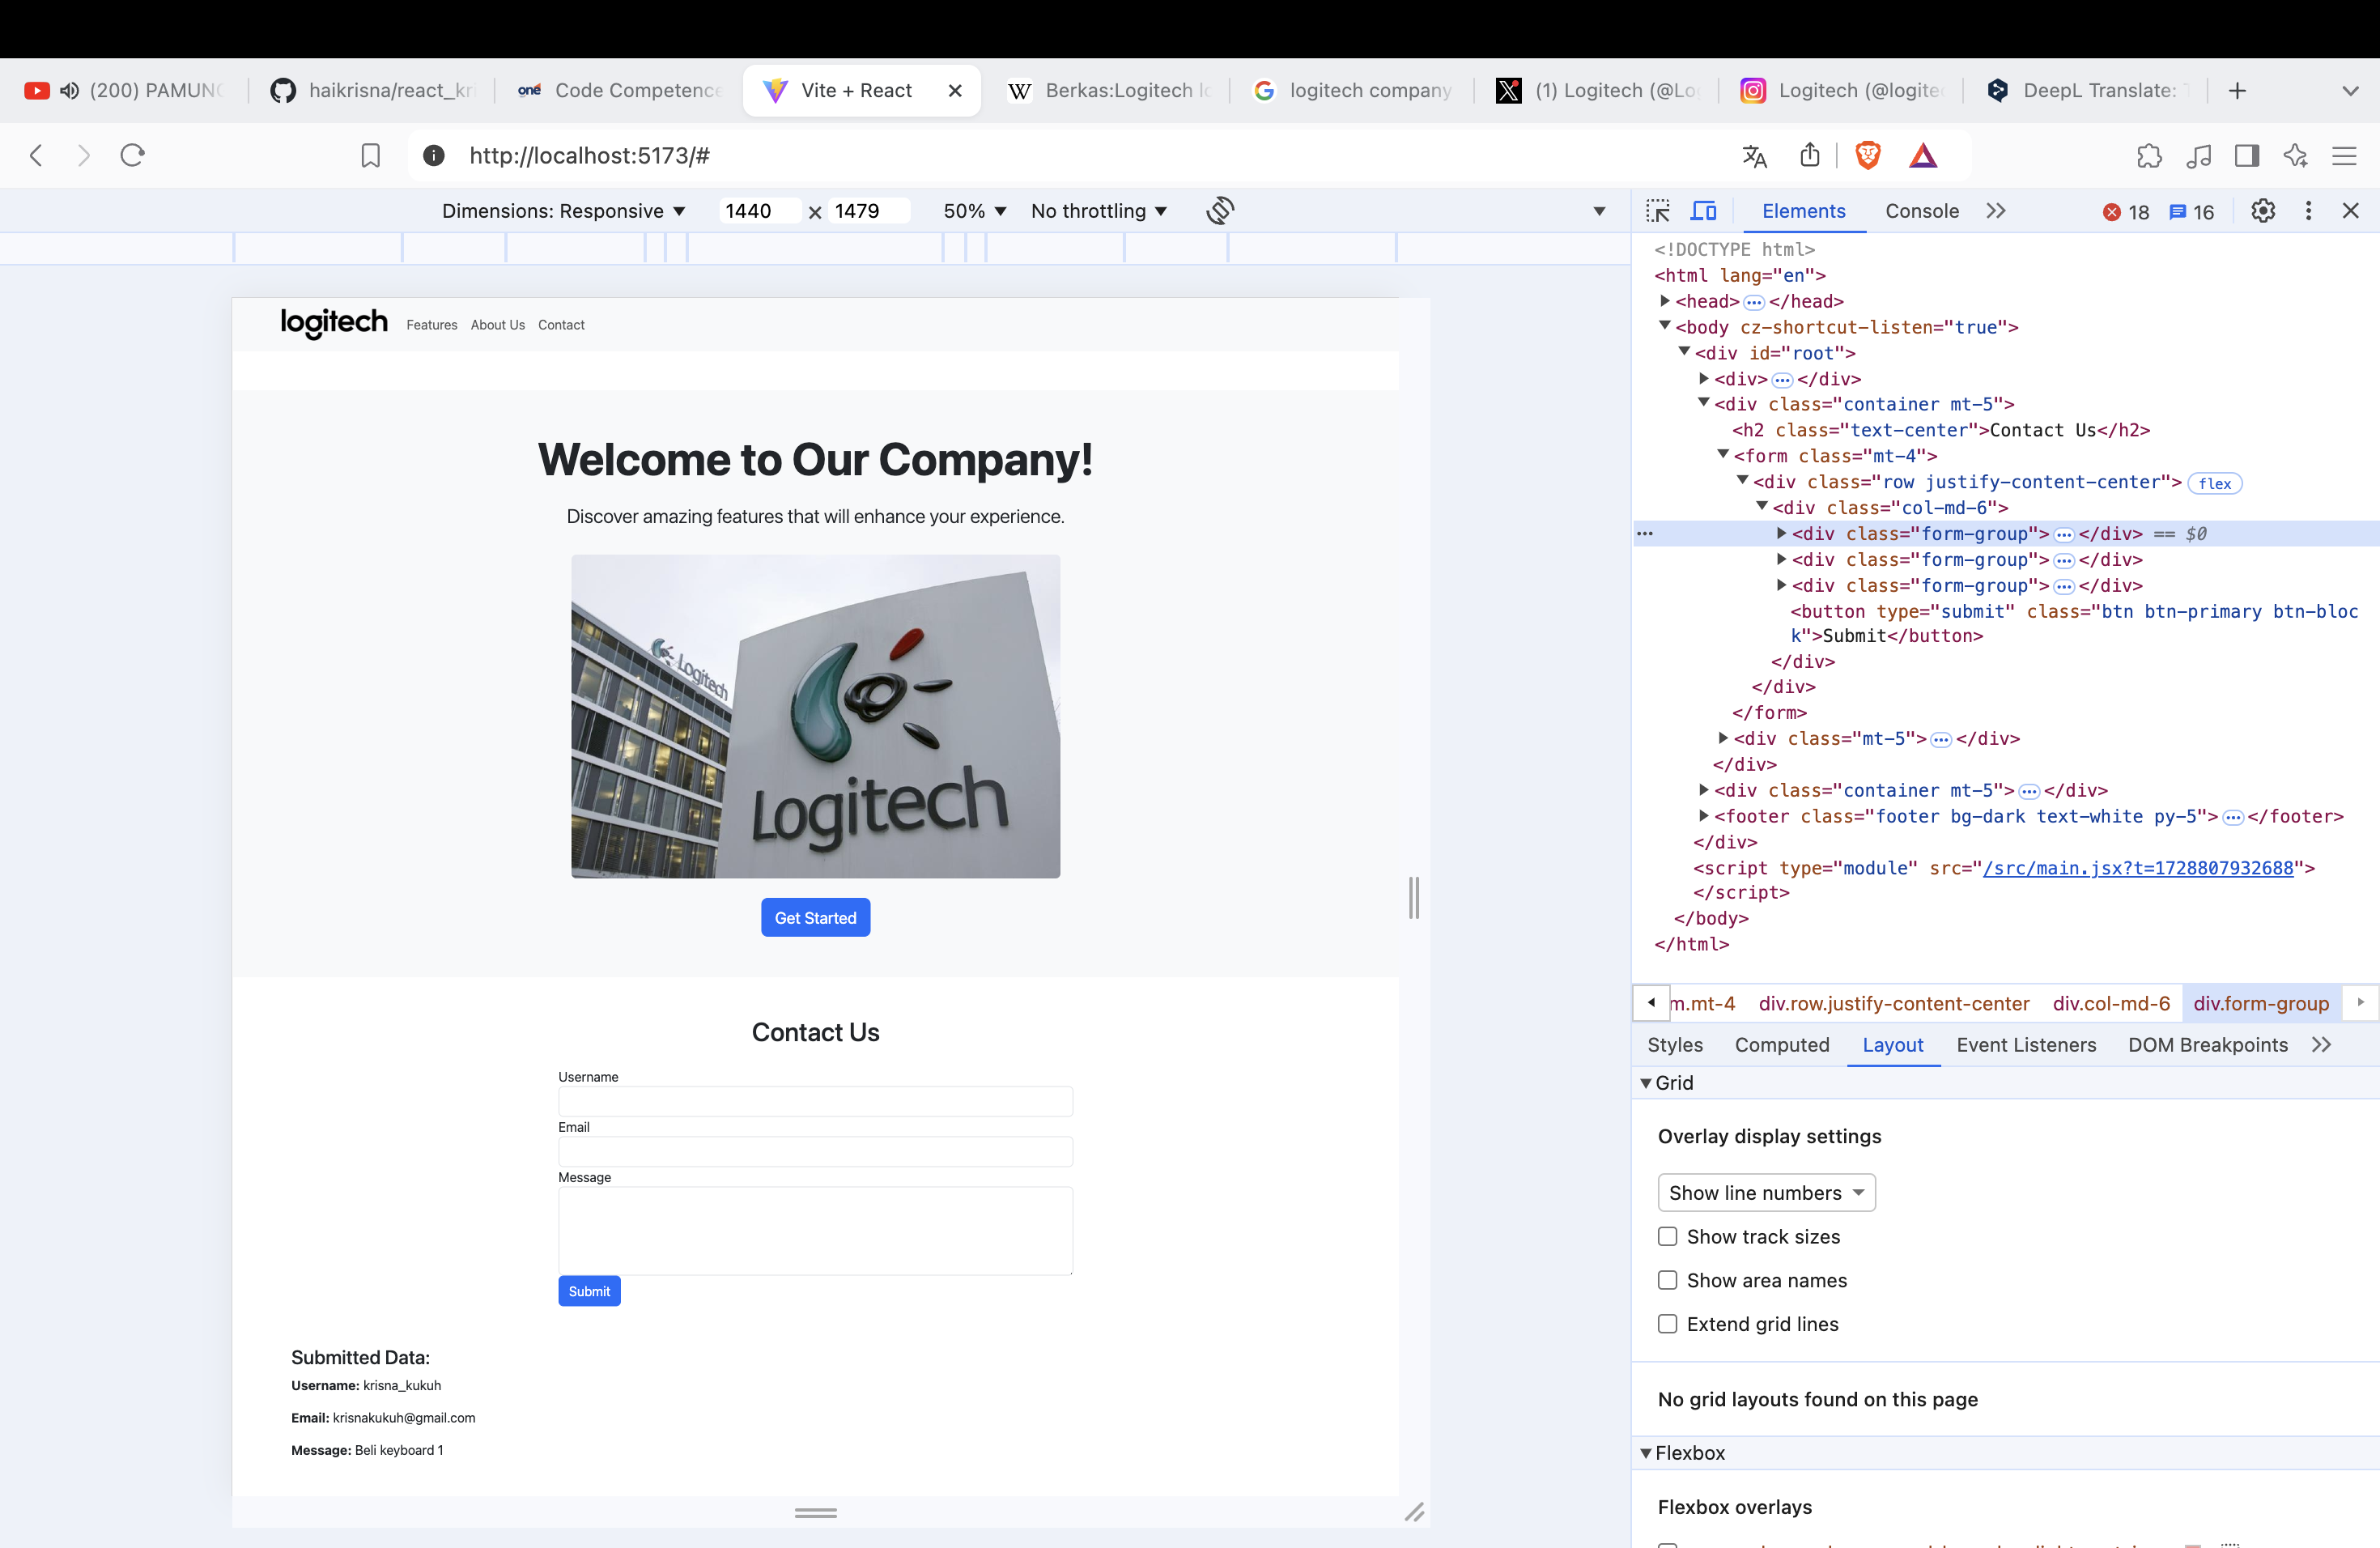 (200) PAMUN
haikrisna/react_kri
one Code Competence
Vite + React
W Berkas:Logitech lo
logitech company
(1) Logitech (@Lo
Logitech (@logite
DeepL Translate:
http://localhost:5173/#
Dimensions: Responsive 1440 x 1479 50% No throttling
Elements Console 18 16
logitech Features About Us Contact
Welcome to Our Company!
Discover amazing features that will enhance your experience.
Logitech
Logitech
Get Started
Contact Us
Username
Email
Message
Submit
Submitted Data:
Username: krisna_kukuh
Email: krisnakukuh@gmail.com
Message: Beli keyboard 1
<!DOCTYPE html>
<html lang="en">
<head>…</head>
<body cz-shortcut-listen="true">
<div id="root">
<div>…</div>
<div class="container mt-5">
<h2 class="text-center">Contact Us</h2>
<form class="mt-4">
<div class="row justify-content-center"> flex
<div class="col-md-6">
… <div class="form-group">…</div> == $0
<div class="form-group">…</div>
<div class="form-group">…</div>
<button type="submit" class="btn btn-primary btn-bloc
k">Submit</button>
</div>
</div>
</form>
<div class="mt-5">…</div>
</div>
<div class="container mt-5">…</div>
<footer class="footer bg-dark text-white py-5">…</footer>
</div>
<script type="module" src="/src/main.jsx?t=1728807932688">
</script>
</body>
</html>
m.mt-4 div.row.justify-content-center div.col-md-6 div.form-group
Styles Computed Layout Event Listeners DOM Breakpoints
Grid
Overlay display settings
Show line numbers
Show track sizes
Show area names
Extend grid lines
No grid layouts found on this page
Flexbox
Flexbox overlays